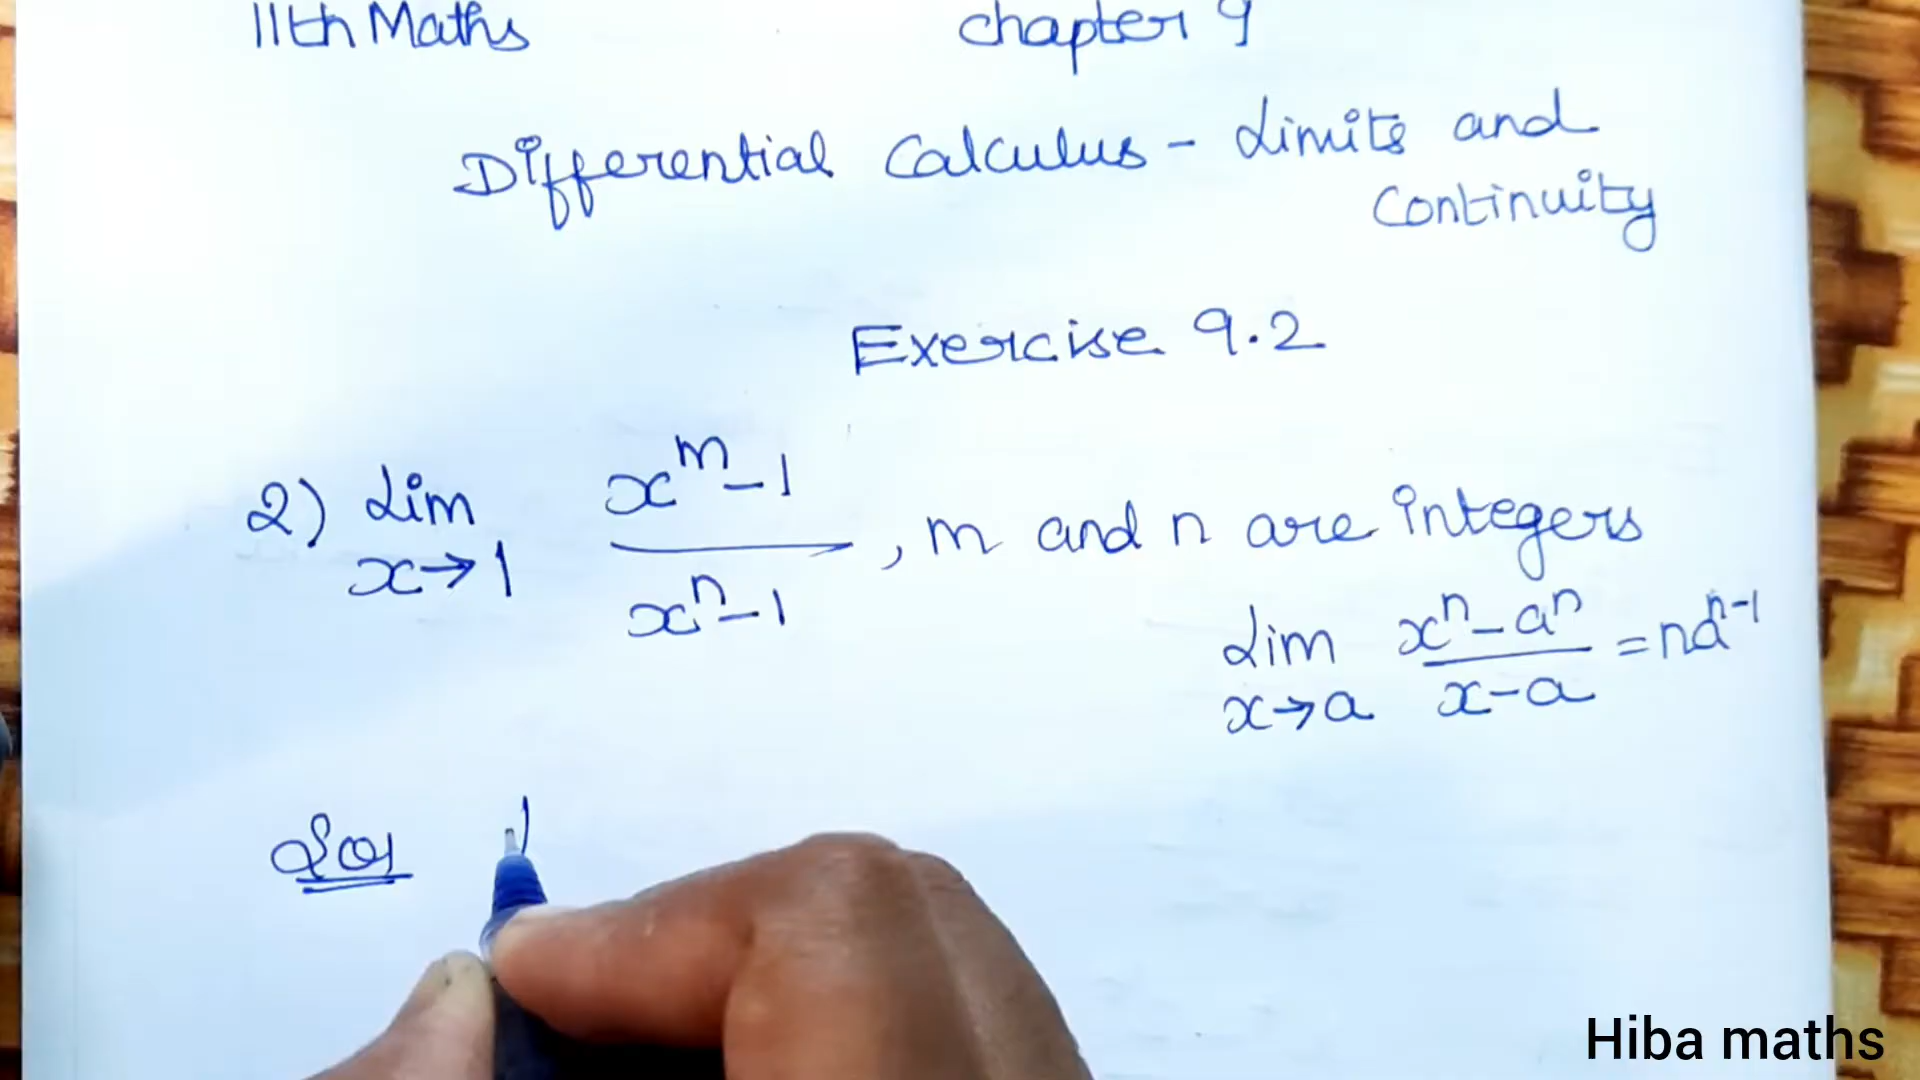 11th Maths chapter 9
Differential Calculus - Limits and
Continuity
Exercise 9.2
2) Lim x→1 x^m-1 / x^n-1 , m and n are integers
Lim x→a x^n-a^n / x-a = na^n-1
Sol
Hiba maths